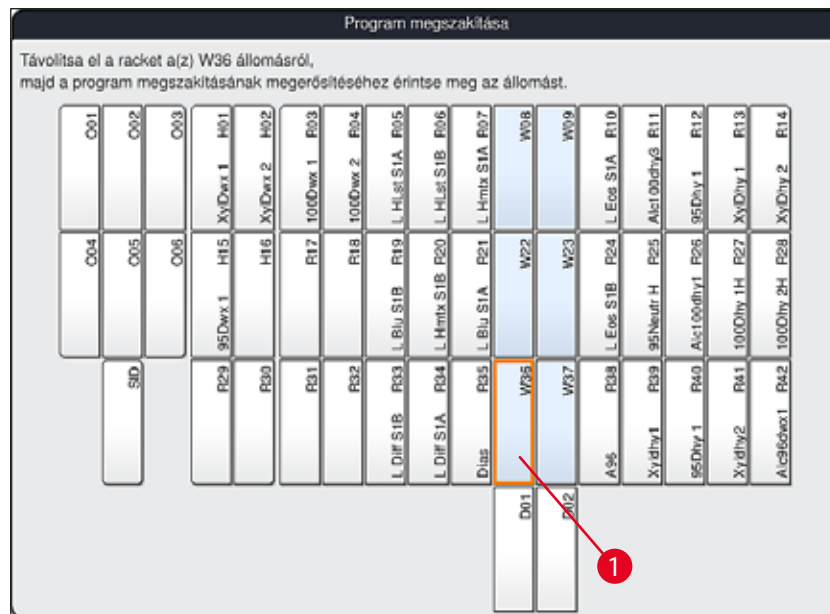 Program megszakítása
Távolítsa el a racket a(z) W36 állomásról,
majd a program megszakításának megerősítéséhez érintse meg az állomást.
O01
O02
O03
XylDwx 1 H01
XylDwx 2 H02
100Dwx 1 R03
100Dwx 2 R04
L HLst S1A R05
L HLst S1B R06
L Hmtx S1A R07
W08
W09
L Eos S1A R10
Alc100dhy3 R11
95Dhy 1 R12
XylDhy 1 R13
XylDhy 2 R14
O04
O05
O06
95Dwx 1 H15
H16
R17
R18
L Blu S1B R19
L Hmtx S1B R20
L Blu S1A R21
W22
W23
L Eos S1B R24
95Neutr H R25
Alc100dhy1 R26
100Dhy 1H R27
100Dhy 2H R28
SID
R29
R30
R31
R32
L Dif S1B R33
L Dif S1A R34
Dias R35
W36
W37
A96 R38
Xyldhy1 R39
95Dhy 1 R40
Xyldhy2 R41
Alc96dwx1 R42
D01
D02
1